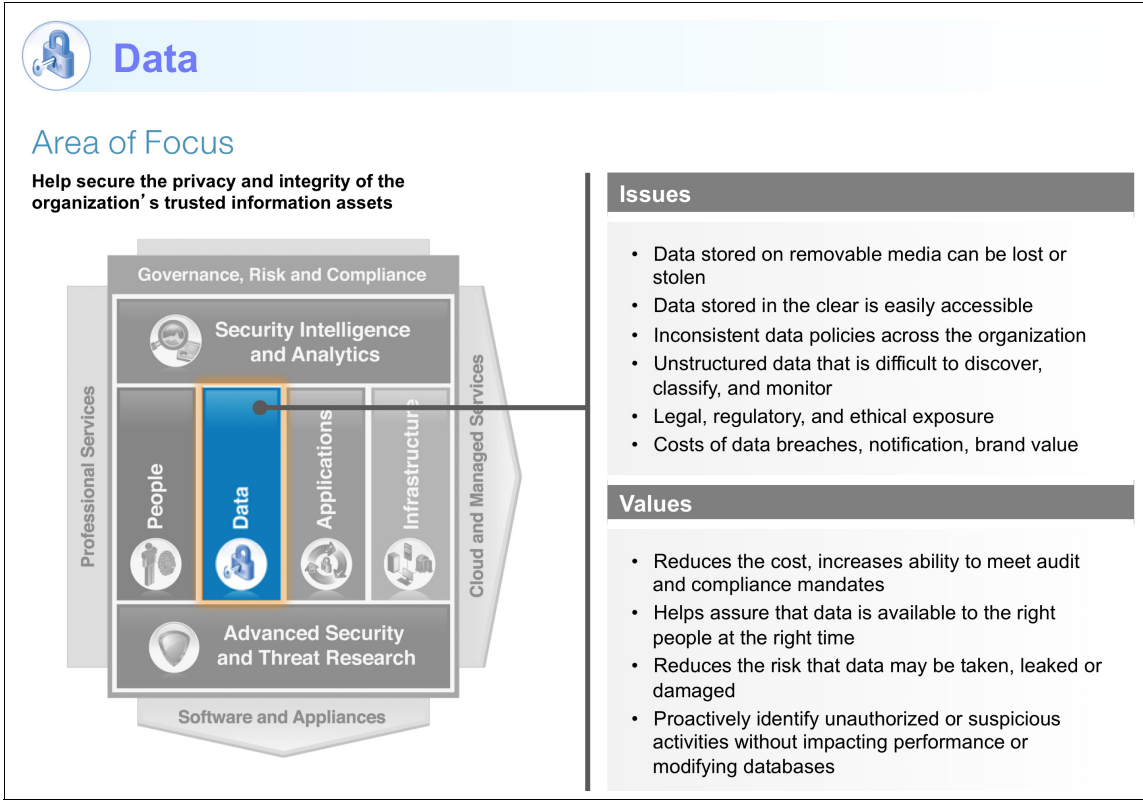 Data
Area of Focus
Help secure the privacy and integrity of the
organization’s trusted information assets
Governance, Risk and Compliance
Security Intelligence
and Analytics
Professional Services
People
Data
Applications
Infrastructure
Cloud and Managed Services
Advanced Security
and Threat Research
Software and Appliances
Issues
• Data stored on removable media can be lost or
stolen
• Data stored in the clear is easily accessible
• Inconsistent data policies across the organization
• Unstructured data that is difficult to discover,
classify, and monitor
• Legal, regulatory, and ethical exposure
• Costs of data breaches, notification, brand value
Values
• Reduces the cost, increases ability to meet audit
and compliance mandates
• Helps assure that data is available to the right
people at the right time
• Reduces the risk that data may be taken, leaked or
damaged
• Proactively identify unauthorized or suspicious
activities without impacting performance or
modifying databases